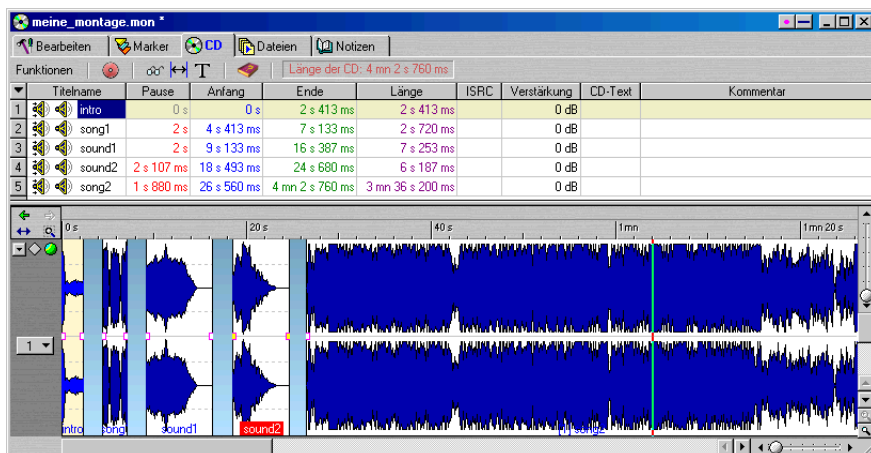 meine_montage.mon *
Bearbeiten Marker CD Dateien Notizen
Funktionen T Länge der CD: 4 mn 2 s 760 ms
Titelname Pause Anfang Ende Länge ISRC Verstärkung CD-Text Kommentar
1 intro 0 s 0 s 2 s 413 ms 2 s 413 ms 0 dB
2 song1 2 s 4 s 413 ms 7 s 133 ms 2 s 720 ms 0 dB
3 sound1 2 s 9 s 133 ms 16 s 387 ms 7 s 253 ms 0 dB
4 sound2 2 s 107 ms 18 s 493 ms 24 s 680 ms 6 s 187 ms 0 dB
5 song2 1 s 880 ms 26 s 560 ms 4 mn 2 s 760 ms 3 mn 36 s 200 ms 0 dB
0 s 20 s 40 s 1 mn 1 mn 20 s
1
intro song sound1 sound2 [1] song2